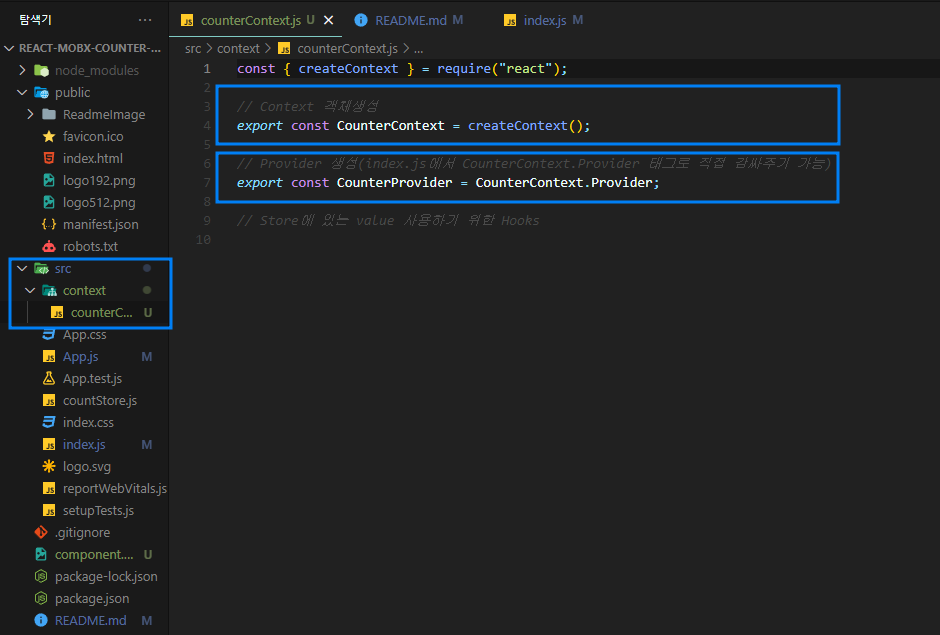 탐색기
REACT-MOBX-COUNTER-...
node_modules
public
ReadmeImage
favicon.ico
index.html
logo192.png
logo512.png
manifest.json
robots.txt
src
context
counterC... U
App.css
App.js M
App.test.js
countStore.js
index.css
index.js M
logo.svg
reportWebVitals.js
setupTests.js
.gitignore
component.... U
package-lock.json
package.json
README.md M
counterContext.js U
README.md M
index.js M
src > context > counterContext.js > ...
1 const { createContext } = require("react");
2
3 // Context 객체생성
4 export const CounterContext = createContext();
5
6 // Provider 생성(index.js에서 CounterContext.Provider 태그로 직접 감싸주기 가능)
7 export const CounterProvider = CounterContext.Provider;
8
9 // Store에 있는 value 사용하기 위한 Hooks
10